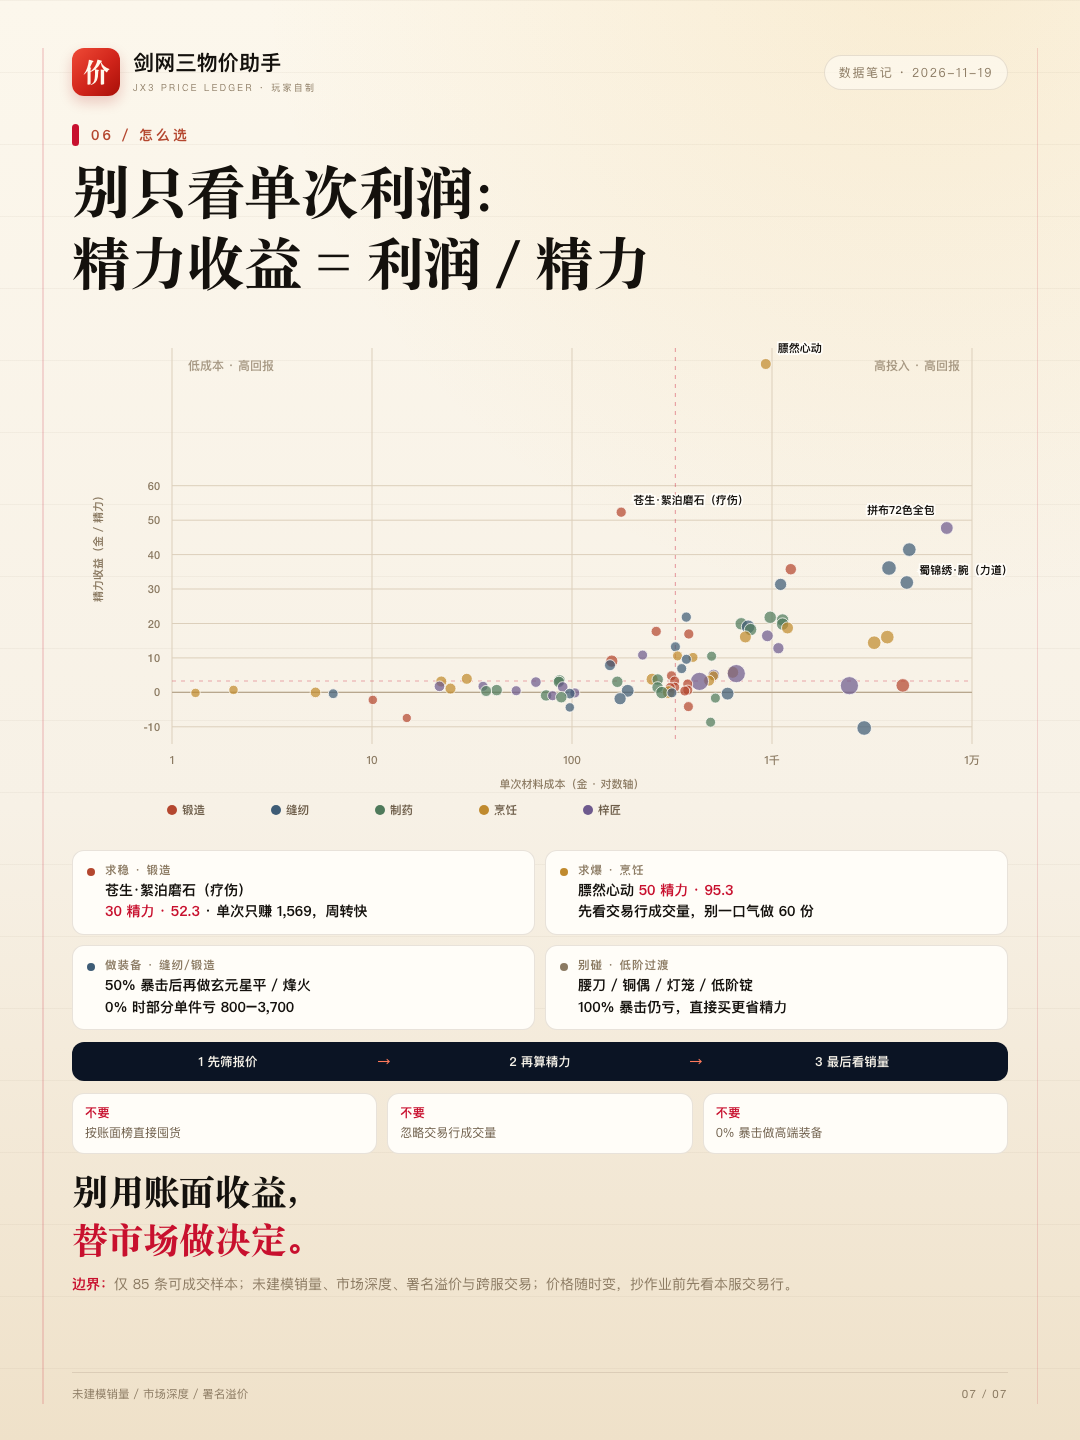 价
剑网三物价助手
JX3 PRICE LEDGER · 玩家自制
数据笔记 · 2026-11-19
06 / 怎么选
别只看单次利润:
精力收益 = 利润 / 精力
低成本 · 高回报
高投入 · 高回报
膘然心动
苍生·絮泊磨石（疗伤）
拼布72色全包
蜀锦绣·腕（力道）
精力收益（金 / 精力）
60
50
40
30
20
10
0
-10
1
10
100
1千
1万
单次材料成本（金 · 对数轴）
锻造
缝纫
制药
烹饪
梓匠
求稳 · 锻造
苍生·絮泊磨石（疗伤）
30 精力 · 52.3 · 单次只赚 1,569，周转快
求爆 · 烹饪
膘然心动 50 精力 · 95.3
先看交易行成交量，别一口气做 60 份
做装备 · 缝纫/锻造
50% 暴击后再做玄元星平 / 烽火
0% 时部分单件亏 800–3,700
别碰 · 低阶过渡
腰刀 / 铜偶 / 灯笼 / 低阶锭
100% 暴击仍亏，直接买更省精力
1 先筛报价
→
2 再算精力
→
3 最后看销量
不要
按账面榜直接囤货
不要
忽略交易行成交量
不要
0% 暴击做高端装备
别用账面收益，
替市场做决定。
边界：仅 85 条可成交样本；未建模销量、市场深度、署名溢价与跨服交易；价格随时变，抄作业前先看本服交易行。
未建模销量 / 市场深度 / 署名溢价
07 / 07